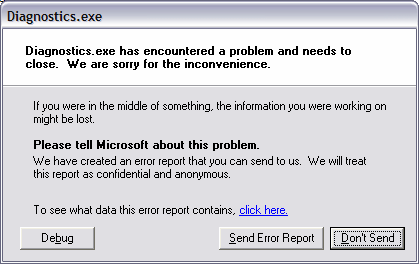 Diagnostics.exe
Diagnostics.exe has encountered a problem and needs to
close.  We are sorry for the inconvenience.
If you were in the middle of something, the information you were working on
might be lost.
Please tell Microsoft about this problem.
We have created an error report that you can send to us.  We will treat
this report as confidential and anonymous.
To see what data this error report contains, click here.
Debug
Send Error Report
Don't Send